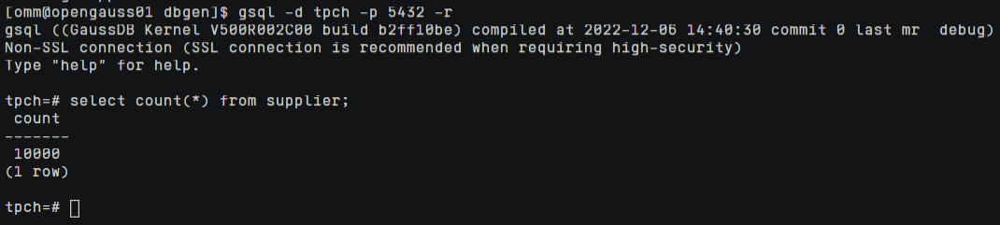 [omm@opengauss01 dbgen]$ gsql -d tpch -p 5432 -r
gsql ((GaussDB Kernel V500R002C00 build b2ff10be) compiled at 2022-12-06 14:40:30 commit 0 last mr  debug)
Non-SSL connection (SSL connection is recommended when requiring high-security)
Type "help" for help.
tpch=# select count(*) from supplier;
 count
-------
 10000
(1 row)
tpch=#